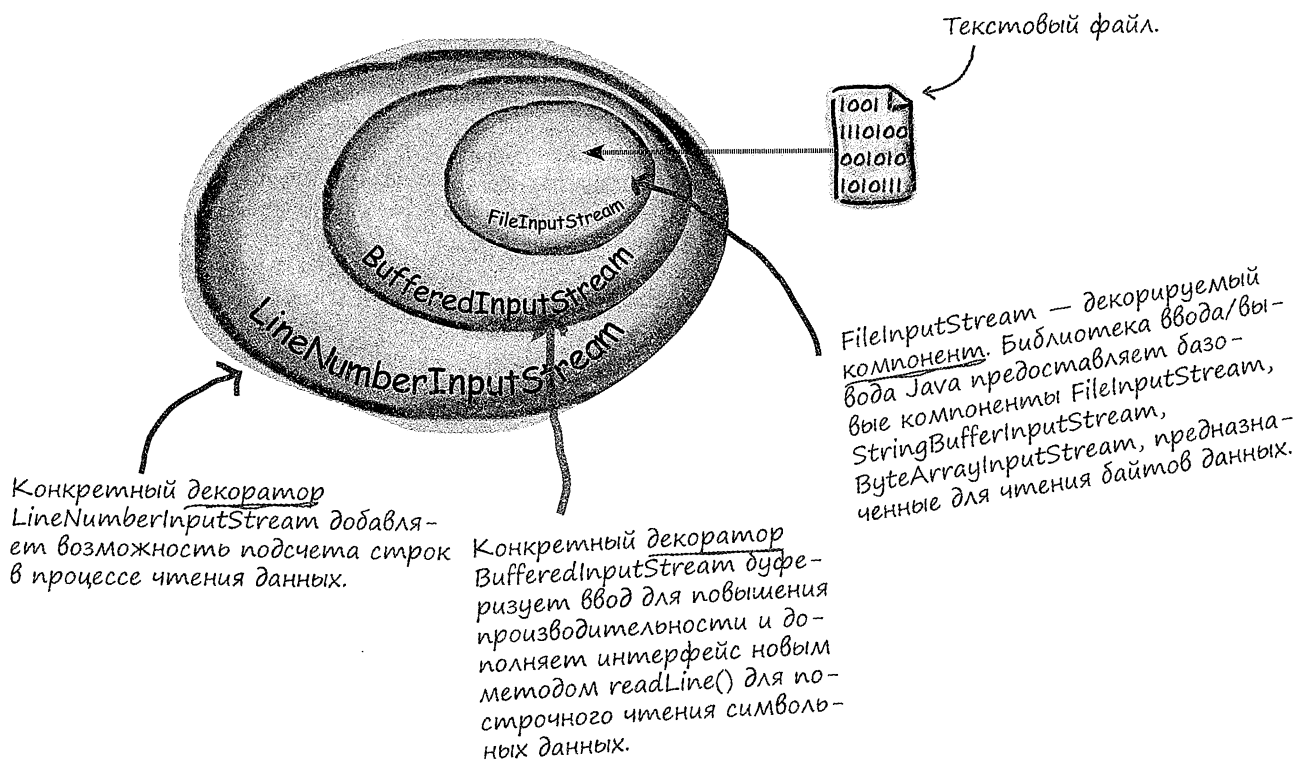 Текстовый файл.
1001
110100
001010
1010111
FileInputStream
BufferedInputStream
LineNumberInputStream
FileInputStream — декорируемый
компонент. Библиотека ввода/вы-
вода Java предоставляет базо-
вые компоненты FileInputStream,
StringBufferInputStream,
ByteArrayInputStream, предназна-
ченные для чтения байтов данных.
Конкретный декоратор
LineNumberInputStream добавля-
ет возможность подсчета строк
в процессе чтения данных.
Конкретный декоратор
BufferedInputStream буфе-
ризует ввод для повышения
производительности и до-
полняет интерфейс новым
методом readLine() для по-
строчного чтения символь-
ных данных.